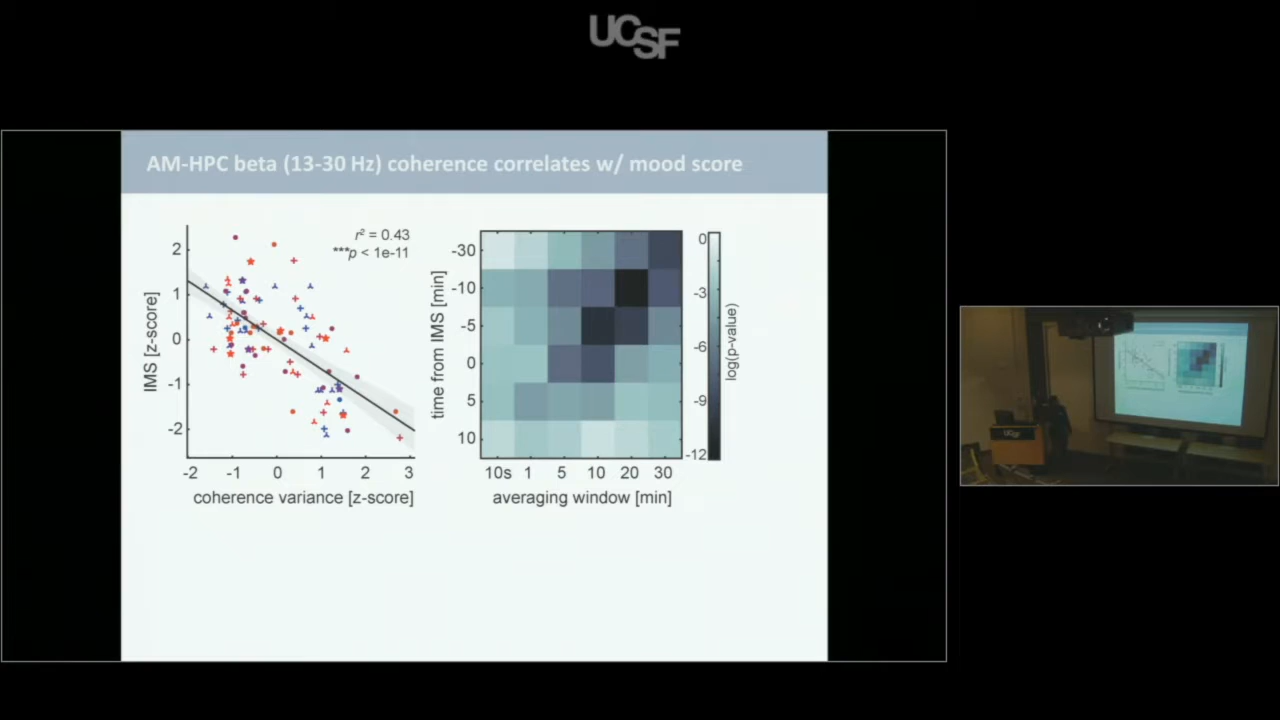 UCSF
AM-HPC beta (13-30 Hz) coherence correlates w/ mood score
r² = 0.43
***p < 1e-11
IMS [z-score]
2
1
0
-1
-2
-2 -1 0 1 2 3
coherence variance [z-score]
time from IMS [min]
-30
-10
-5
0
5
10
10s 1 5 10 20 30
averaging window [min]
0
-3
-6
-9
-12
log(p-value)
UCSF